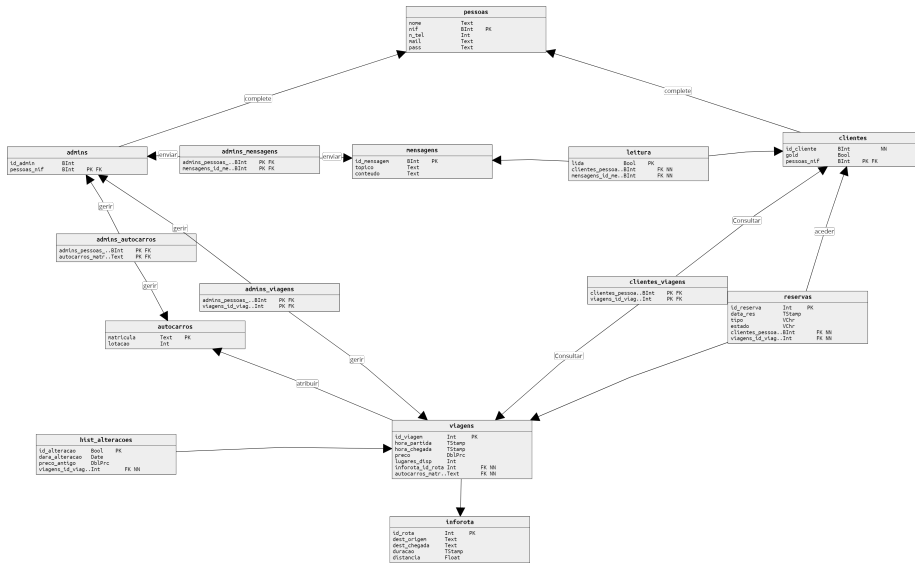 pessoas
nome Text
nif BInt PK
n_tel Int
mail Text
pass Text
complete
complete
admins
id_admin BInt
pessoas_nif BInt PK FK
enviar
admins_mensagens
admins_pessoas_..BInt PK FK
mensagens_id_me..BInt PK FK
enviar
mensagens
id_mensagem BInt PK
topico Text
conteudo Text
leitura
lida Bool PK
clientes_pessoa..BInt FK NN
mensagens_id_me..BInt FK NN
clientes
id_cliente BInt NN
gold Bool
pessoas_nif BInt PK FK
gerir
gerir
Consultar
aceder
admins_autocarros
admins_pessoas_..BInt PK FK
autocarros_matr..Text PK FK
gerir
admins_viagens
admins_pessoas_..BInt PK FK
viagens_id_viag..Int PK FK
clientes_viagens
clientes_pessoa..BInt PK FK
viagens_id_viag..Int PK FK
reservas
id_reserva Int PK
data_res TStamp
tipo VChr
estado VChr
clientes_pessoa..BInt FK NN
viagens_id_viag..Int FK NN
autocarros
matricula Text PK
lotacao Int
gerir
Consultar
atribuir
viagens
id_viagem Int PK
hora_partida TStamp
hora_chegada TStamp
preco DblPrc
lugares_disp Int
inforota_id_rota Int FK NN
autocarros_matr..Text FK NN
hist_alteracoes
id_alteracao Bool PK
dara_alteracao Date
preco_antigo DblPrc
viagens_id_viag..Int FK NN
inforota
id_rota Int PK
dest_origem Text
dest_chegada Text
duracao TStamp
distancia Float